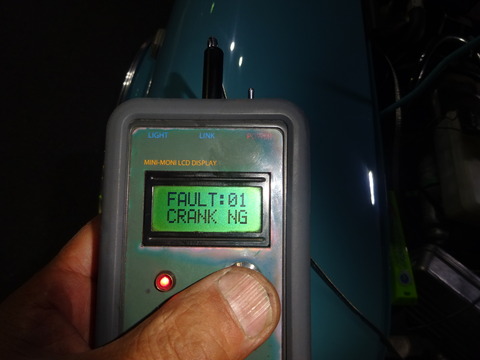 LIGHT LINK
MINI-MONI LCD DISPLAY
FAULT:01
CRANK NG